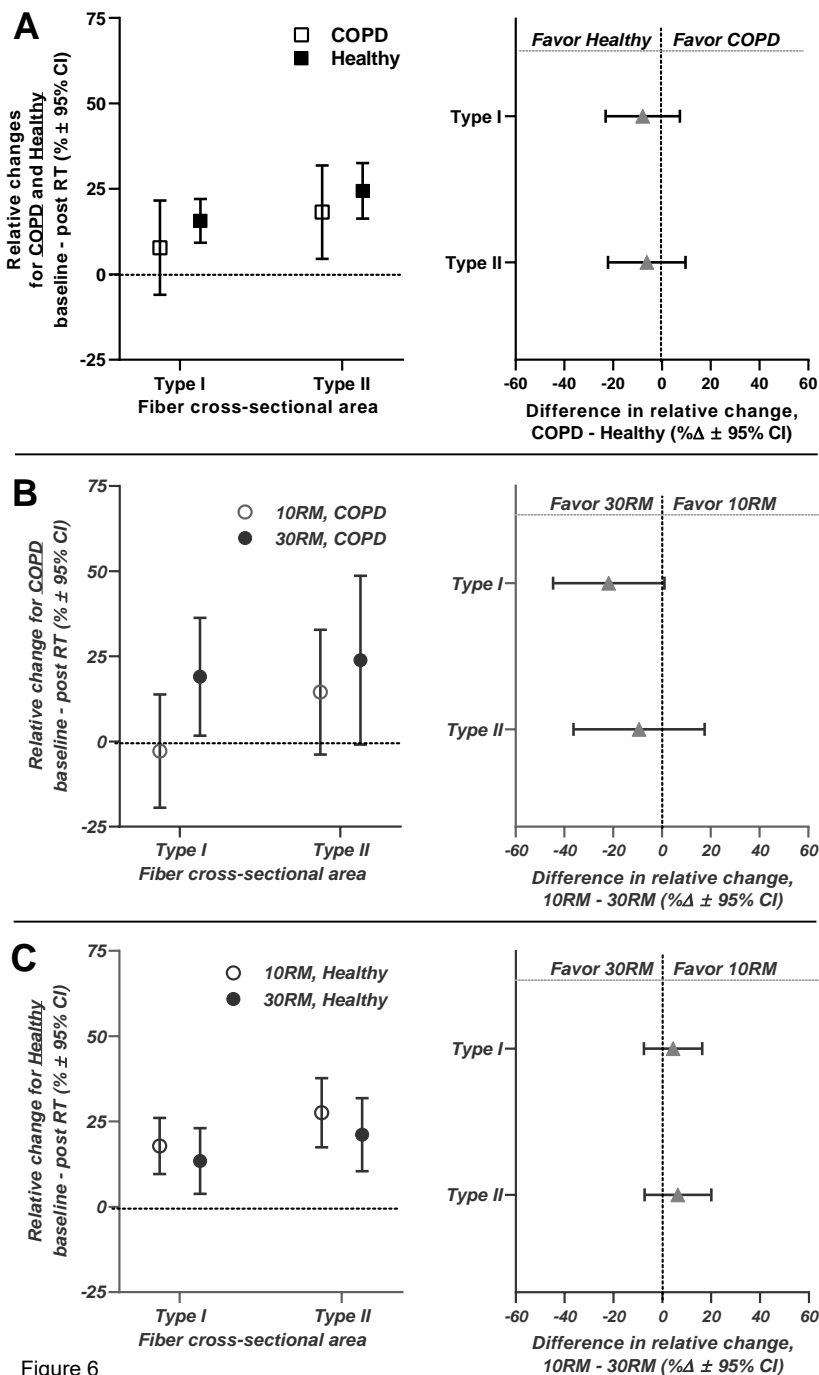 A
Relative changes
for COPD and Healthy
baseline - post RT (% ± 95% CI)
75
50
25
0
-25
COPD
Healthy
Type I
Type II
Fiber cross-sectional area
Favor Healthy
Favor COPD
Type I
Type II
-60
-40
-20
0
20
40
60
Difference in relative change,
COPD - Healthy (%Δ ± 95% CI)
B
Relative change for COPD
baseline - post RT (% ± 95% CI)
75
50
25
0
-25
10RM, COPD
30RM, COPD
Type I
Type II
Fiber cross-sectional area
Favor 30RM
Favor 10RM
Type I
Type II
-60
-40
-20
0
20
40
60
Difference in relative change,
10RM - 30RM (%Δ ± 95% CI)
C
Relative change for Healthy
baseline - post RT (% ± 95% CI)
75
50
25
0
-25
10RM, Healthy
30RM, Healthy
Type I
Type II
Fiber cross-sectional area
Favor 30RM
Favor 10RM
Type I
Type II
-60
-40
-20
0
20
40
60
Difference in relative change,
10RM - 30RM (%Δ ± 95% CI)
Figure 6